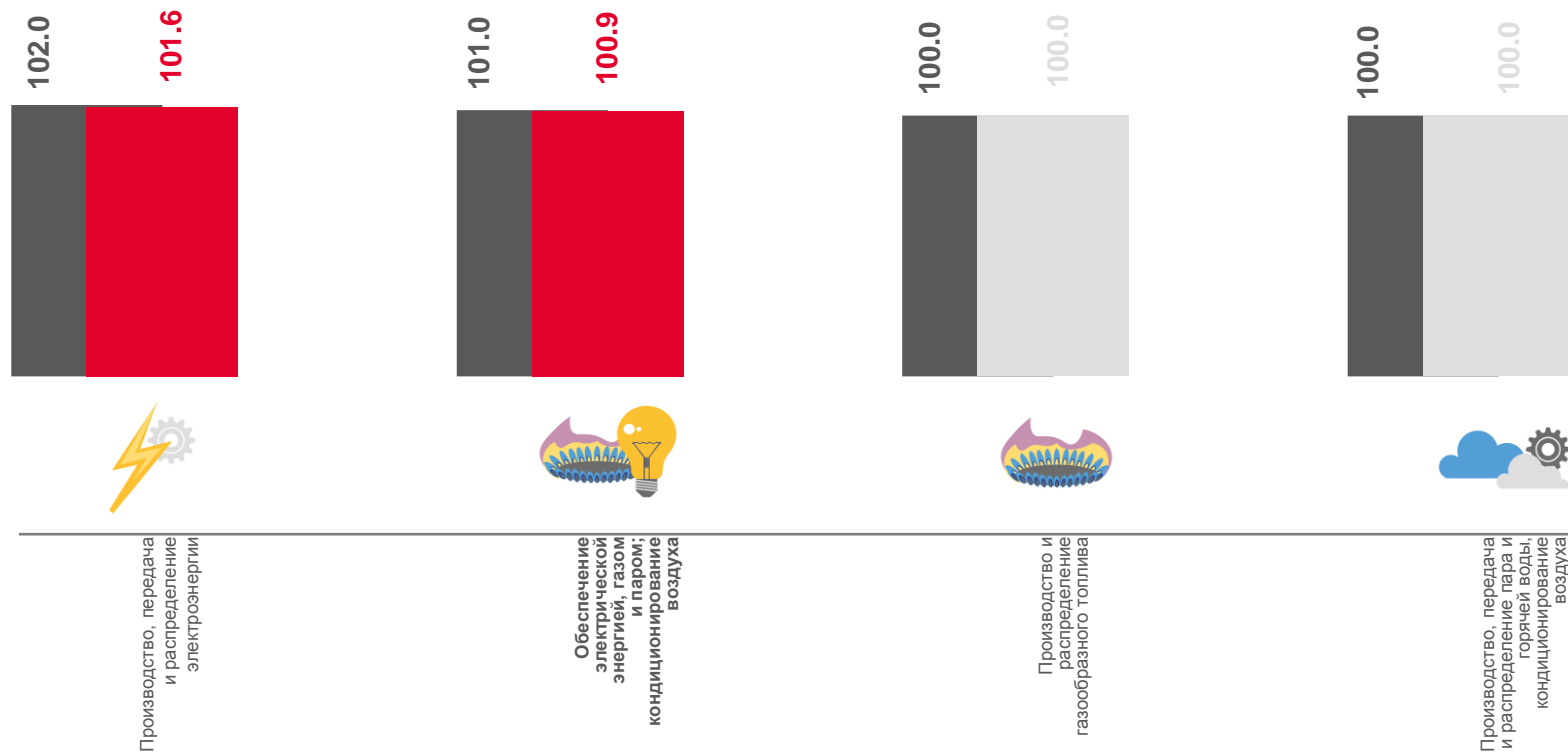 102.0
101.6
101.0
100.9
100.0
100.0
100.0
100.0
Производство, передача
и распределение
электроэнергии
Обеспечение
электрической
энергией, газом
и паром;
кондиционирование
воздуха
Производство и
распределение
газообразного топлива
Производство, передача
и распределение пара и
горячей воды,
кондиционирование
воздуха